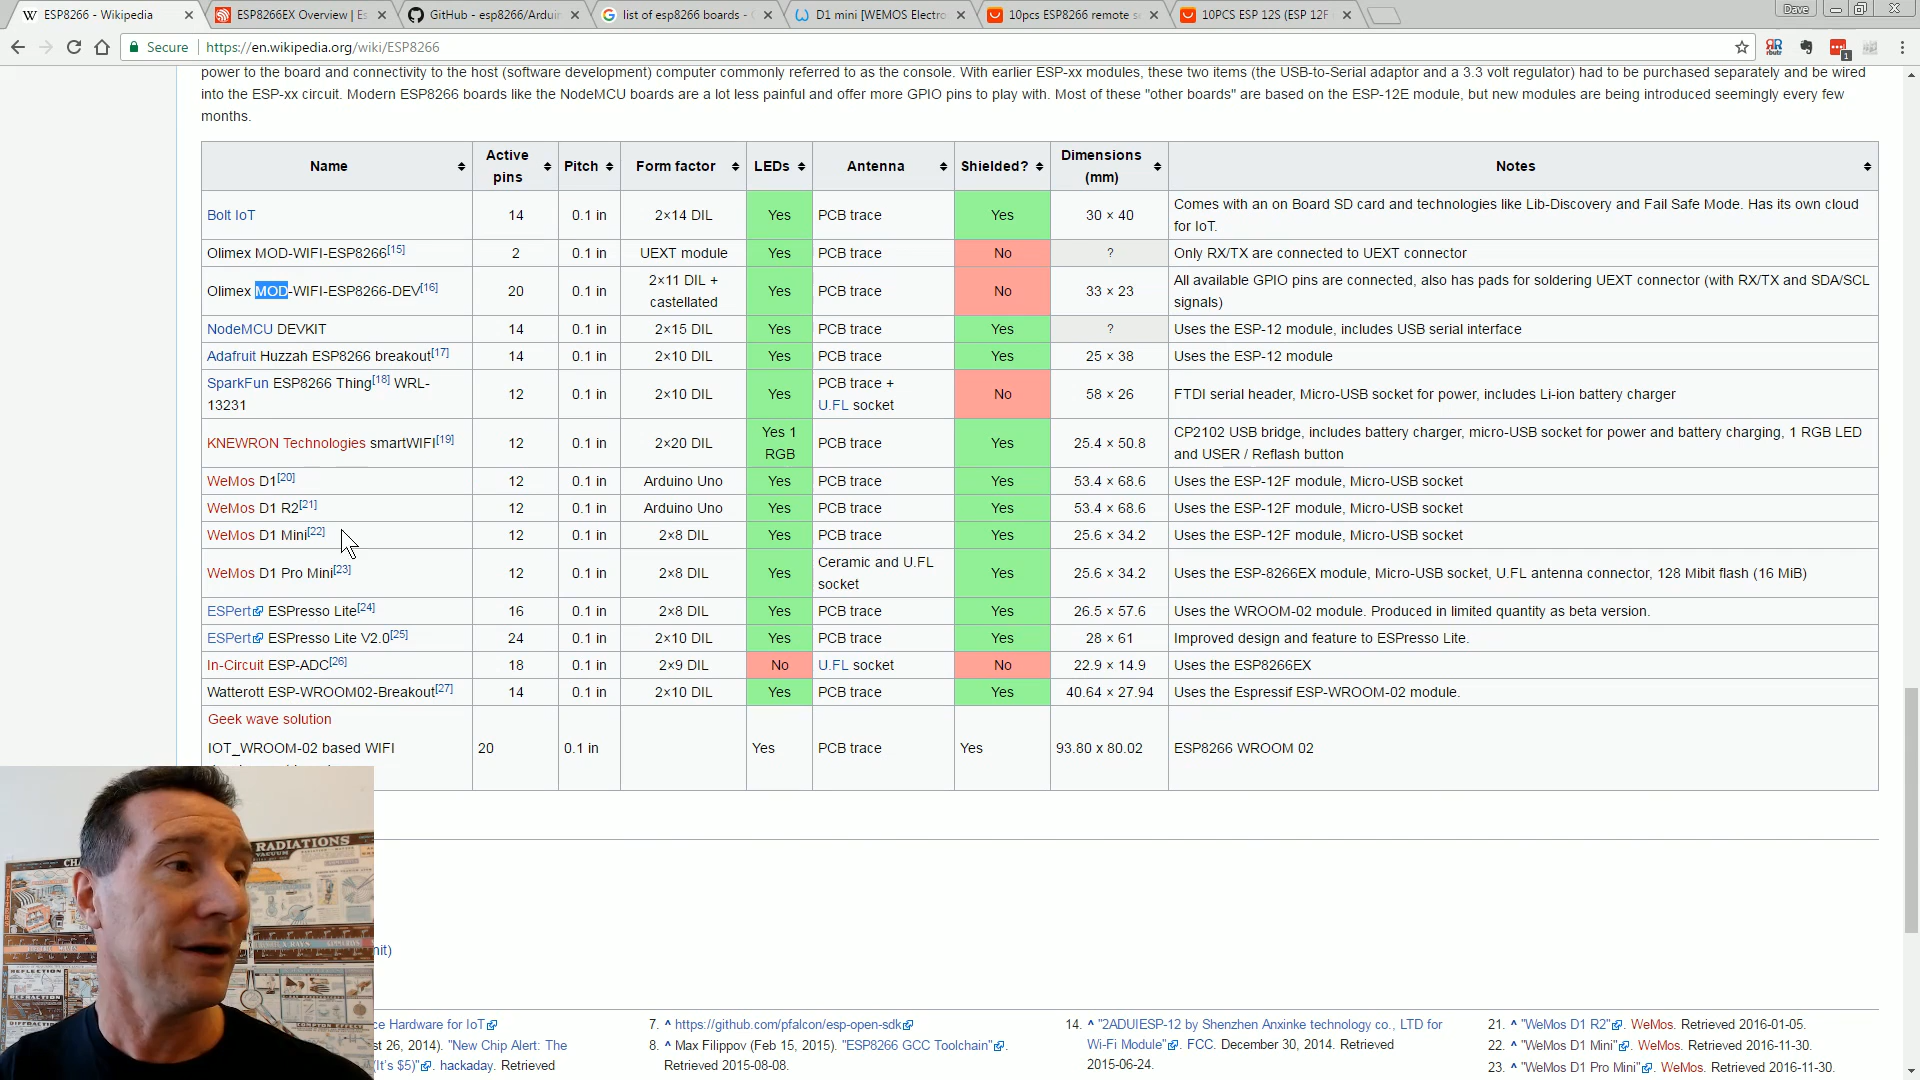 ESP8266 - Wikipedia
ESP8266EX Overview | Es
GitHub - esp8266/Ardui
list of esp8266 boards -
D1 mini [WEMOS Electro
10pcs ESP8266 remote s
10PCS ESP 12S (ESP 12F
Dave
Secure
https://en.wikipedia.org/wiki/ESP8266
power to the board and connectivity to the host (software development) computer commonly referred to as the console. With earlier ESP-xx modules, these two items (the USB-to-Serial adaptor and a 3.3 volt regulator) had to be purchased separately and be wired
into the ESP-xx circuit. Modern ESP8266 boards like the NodeMCU boards are a lot less painful and offer more GPIO pins to play with. Most of these "other boards" are based on the ESP-12E module, but new modules are being introduced seemingly every few
months.
Name Active pins Pitch Form factor LEDs Antenna Shielded? Dimensions (mm) Notes
Bolt IoT 14 0.1 in 2×14 DIL Yes PCB trace Yes 30 × 40 Comes with an on Board SD card and technologies like Lib-Discovery and Fail Safe Mode. Has its own cloud
for IoT.
Olimex MOD-WIFI-ESP8266[15] 2 0.1 in UEXT module Yes PCB trace No ? Only RX/TX are connected to UEXT connector
Olimex MOD-WIFI-ESP8266-DEV[16] 20 0.1 in 2×11 DIL + castellated Yes PCB trace No 33 × 23 All available GPIO pins are connected, also has pads for soldering UEXT connector (with RX/TX and SDA/SCL
signals)
NodeMCU DEVKIT 14 0.1 in 2×15 DIL Yes PCB trace Yes ? Uses the ESP-12 module, includes USB serial interface
Adafruit Huzzah ESP8266 breakout[17] 14 0.1 in 2×10 DIL Yes PCB trace Yes 25 × 38 Uses the ESP-12 module
SparkFun ESP8266 Thing[18] WRL-
13231 12 0.1 in 2×10 DIL Yes PCB trace + U.FL socket No 58 × 26 FTDI serial header, Micro-USB socket for power, includes Li-ion battery charger
KNEWRON Technologies smartWIFI[19] 12 0.1 in 2×20 DIL Yes 1 RGB PCB trace Yes 25.4 × 50.8 CP2102 USB bridge, includes battery charger, micro-USB socket for power and battery charging, 1 RGB LED
and USER / Reflash button
WeMos D1[20] 12 0.1 in Arduino Uno Yes PCB trace Yes 53.4 × 68.6 Uses the ESP-12F module, Micro-USB socket
WeMos D1 R2[21] 12 0.1 in Arduino Uno Yes PCB trace Yes 53.4 × 68.6 Uses the ESP-12F module, Micro-USB socket
WeMos D1 Mini[22] 12 0.1 in 2×8 DIL Yes PCB trace Yes 25.6 × 34.2 Uses the ESP-12F module, Micro-USB socket
WeMos D1 Pro Mini[23] 12 0.1 in 2×8 DIL Yes Ceramic and U.FL socket Yes 25.6 × 34.2 Uses the ESP-8266EX module, Micro-USB socket, U.FL antenna connector, 128 Mibit flash (16 MiB)
ESPert ESPresso Lite[24] 16 0.1 in 2×8 DIL Yes PCB trace Yes 26.5 × 57.6 Uses the WROOM-02 module. Produced in limited quantity as beta version.
ESPert ESPresso Lite V2.0[25] 24 0.1 in 2×10 DIL Yes PCB trace Yes 28 × 61 Improved design and feature to ESPresso Lite.
In-Circuit ESP-ADC[26] 18 0.1 in 2×9 DIL No U.FL socket No 22.9 × 14.9 Uses the ESP8266EX
Watterott ESP-WROOM02-Breakout[27] 14 0.1 in 2×10 DIL Yes PCB trace Yes 40.64 × 27.94 Uses the Espressif ESP-WROOM-02 module.
Geek wave solution
IOT_WROOM-02 based WIFI 20 0.1 in Yes PCB trace Yes 93.80 x 80.02 ESP8266 WROOM 02
RADIATIONS
VACUUM
REFLECTION
REFRACTION
DIFFRACTION
COMPTON EFFECT
nit)
ce Hardware for IoT
st 26, 2014). "New Chip Alert: The
(It's $5)". hackaday. Retrieved
7. ^ https://github.com/pfalcon/esp-open-sdk
8. ^ Max Filippov (Feb 15, 2015). "ESP8266 GCC Toolchain".
Retrieved 2015-08-08.
14. ^ "2ADUIESP-12 by Shenzhen Anxinke technology co., LTD for
Wi-Fi Module". FCC. December 30, 2014. Retrieved
2015-06-24.
21. ^ "WeMos D1 R2". WeMos. Retrieved 2016-01-05.
22. ^ "WeMos D1 Mini". WeMos. Retrieved 2016-11-30.
23. ^ "WeMos D1 Pro Mini". WeMos. Retrieved 2016-11-30.